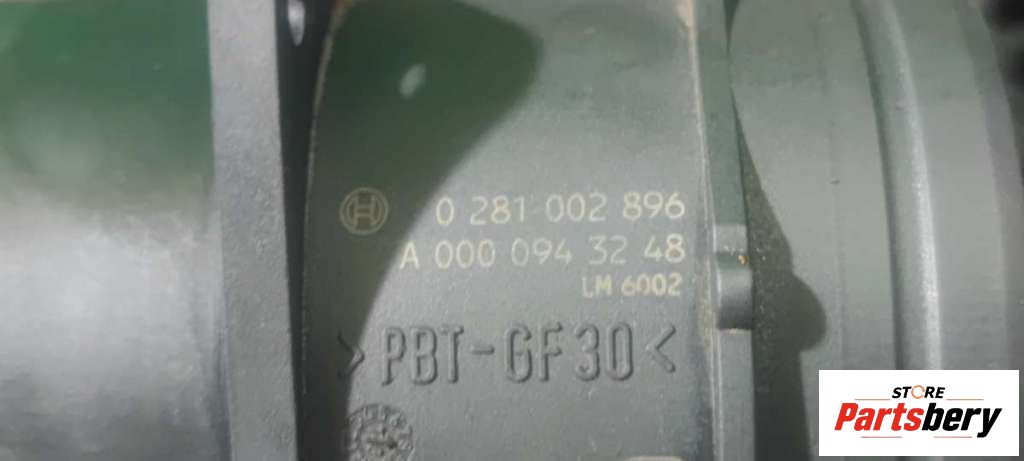 0 281 002 896
A 000 094 32 48
LM 6002
>PBT-GF30<
STORE
Partsbery